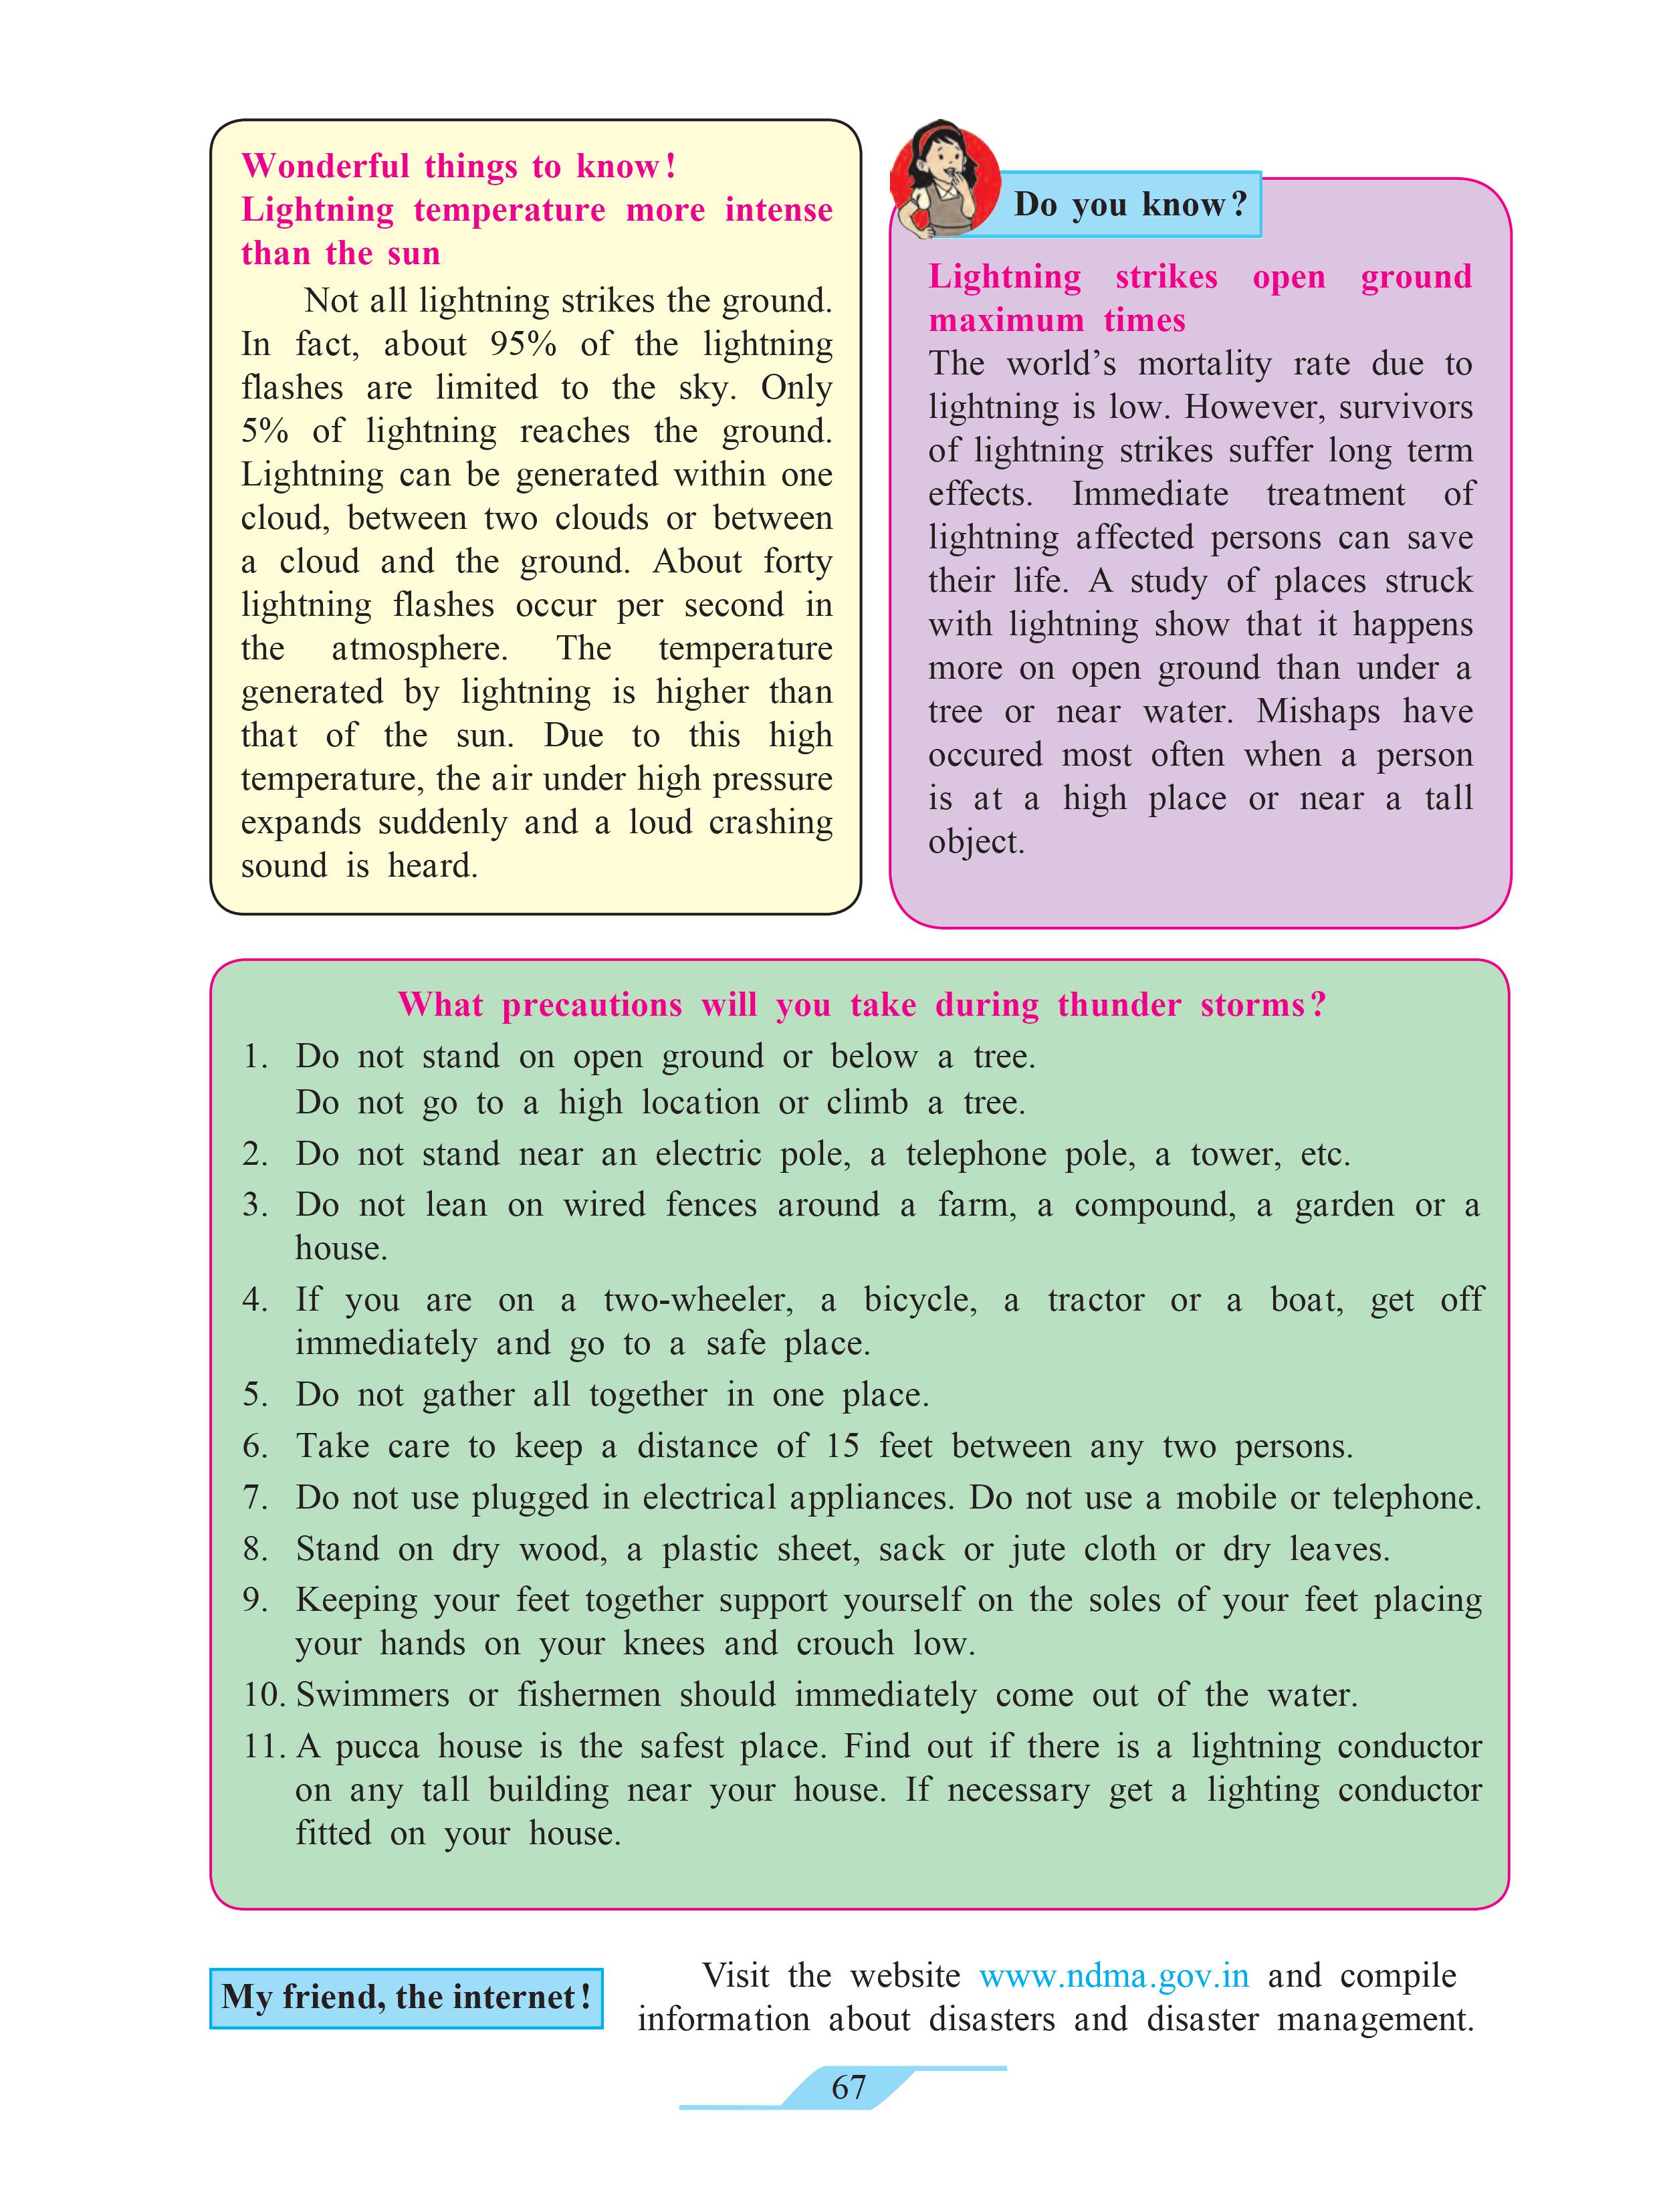 Wonderful things to know!
Lightning temperature more intense
than the sun
Not all lightning strikes the ground.
In fact, about 95% of the lightning
flashes are limited to the sky. Only
5% of lightning reaches the ground.
Lightning can be generated within one
cloud, between two clouds or between
a cloud and the ground. About forty
lightning flashes occur per second in
the atmosphere. The temperature
generated by lightning is higher than
that of the sun. Due to this high
temperature, the air under high pressure
expands suddenly and a loud crashing
sound is heard.
Do you know?
Lightning strikes open ground
maximum times
The world's mortality rate due to
lightning is low. However, survivors
of lightning strikes suffer long term
effects. Immediate treatment of
lightning affected persons can save
their life. A study of places struck
with lightning show that it happens
more on open ground than under a
tree or near water. Mishaps have
occured most often when a person
is at a high place or near a tall
object.
What precautions will you take during thunder storms?
1. Do not stand on open ground or below a tree.
Do not go to a high location or climb a tree.
2. Do not stand near an electric pole, a telephone pole, a tower, etc.
3. Do not lean on wired fences around a farm, a compound, a garden or a
house.
4. If you are on a two-wheeler, a bicycle, a tractor or a boat, get off
immediately and go to a safe place.
5. Do not gather all together in one place.
6. Take care to keep a distance of 15 feet between any two persons.
7. Do not use plugged in electrical appliances. Do not use a mobile or telephone.
8. Stand on dry wood, a plastic sheet, sack or jute cloth or dry leaves.
9. Keeping your feet together support yourself on the soles of your feet placing
your hands on your knees and crouch low.
10. Swimmers or fishermen should immediately come out of the water.
11. A pucca house is the safest place. Find out if there is a lightning conductor
on any tall building near your house. If necessary get a lighting conductor
fitted on your house.
My friend, the internet!
Visit the website www.ndma.gov.in and compile
information about disasters and disaster management.
67